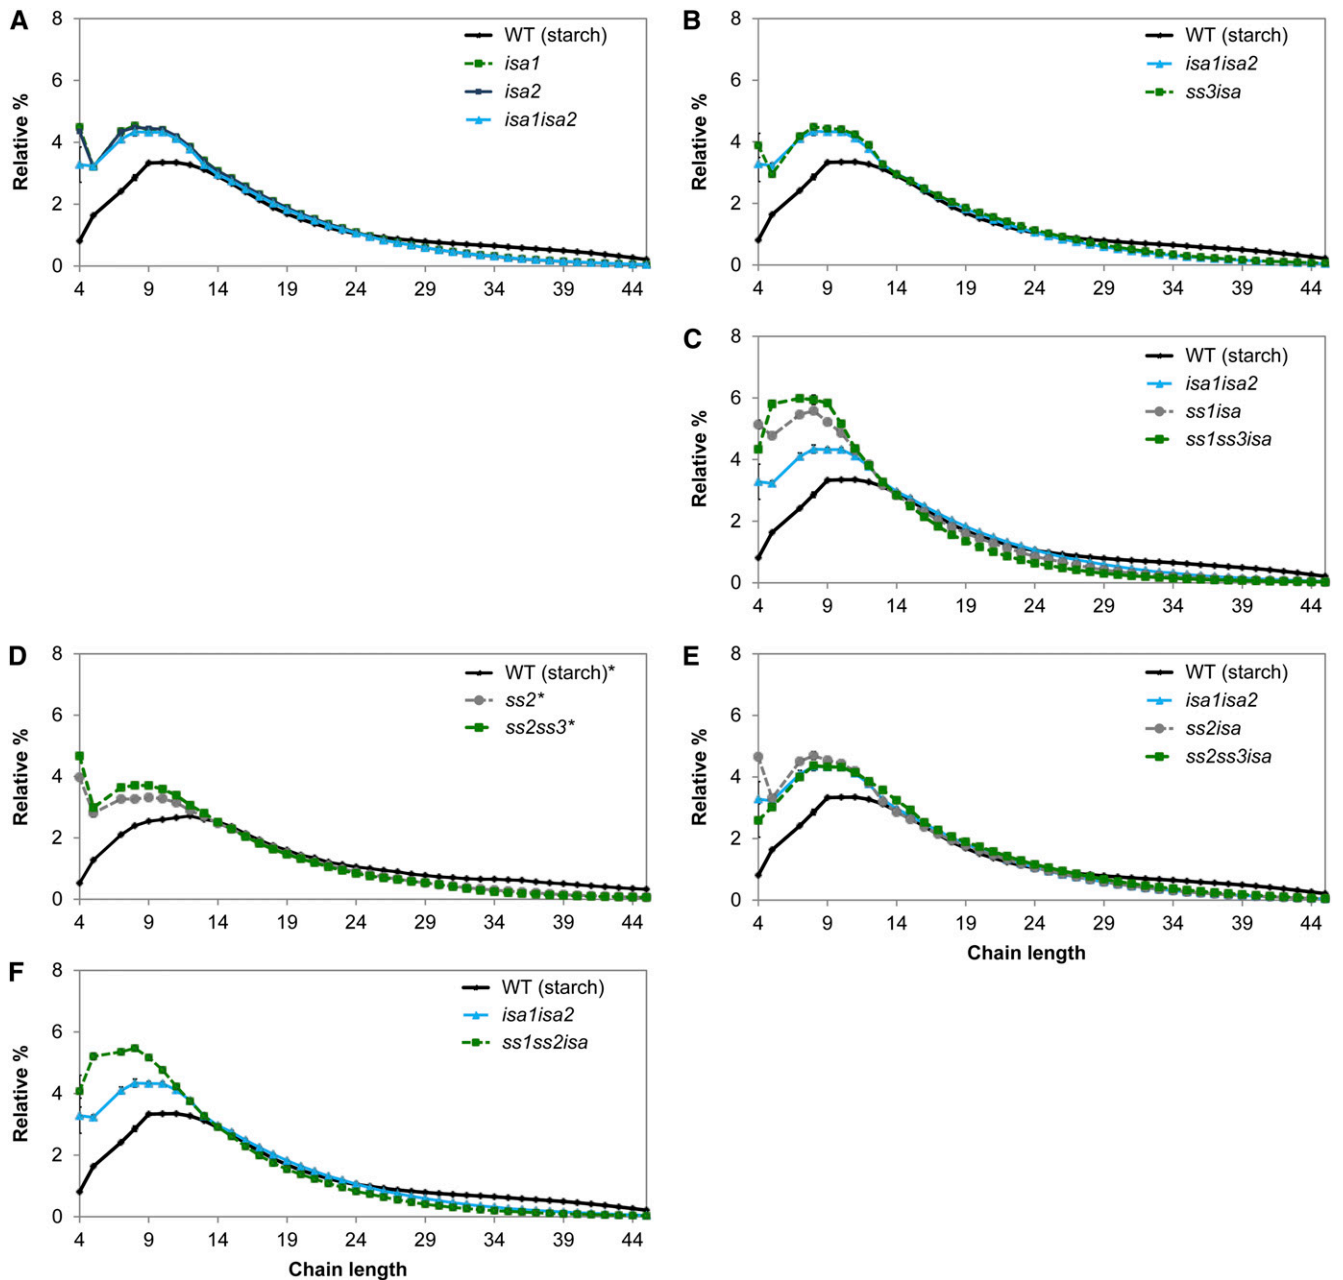 A
8
6
4
2
0
Relative %
WT (starch)
isa1
isa2
isa1isa2
4 9 14 19 24 29 34 39 44
B
8
6
4
2
0
Relative %
WT (starch)
isa1isa2
ss3isa
4 9 14 19 24 29 34 39 44
C
8
6
4
2
0
Relative %
WT (starch)
isa1isa2
ss1isa
ss1ss3isa
4 9 14 19 24 29 34 39 44
D
8
6
4
2
0
Relative %
WT (starch)*
ss2*
ss2ss3*
4 9 14 19 24 29 34 39 44
E
8
6
4
2
0
Relative %
WT (starch)
isa1isa2
ss2isa
ss2ss3isa
4 9 14 19 24 29 34 39 44
Chain length
F
8
6
4
2
0
Relative %
WT (starch)
isa1isa2
ss1ss2isa
4 9 14 19 24 29 34 39 44
Chain length